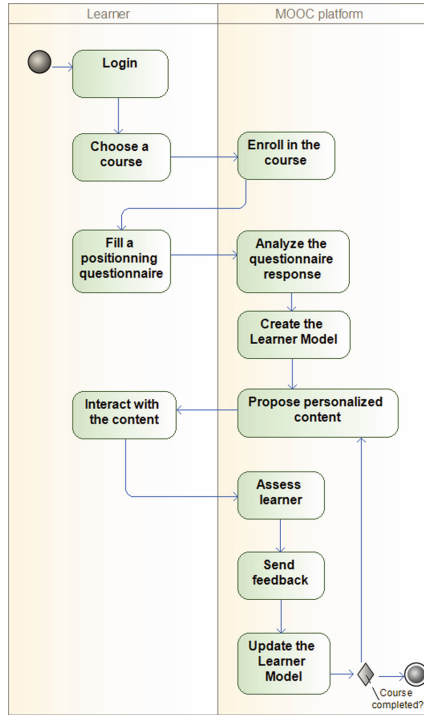 Learner
MOOC platform
Login
Choose a
course
Enroll in the
course
Fill a
positionning
questionnaire
Analyze the
questionnaire
response
Create the
Learner Model
Propose personalized
content
Interact with
the content
Assess
learner
Send
feedback
Update the
Learner
Model
Course
completed?